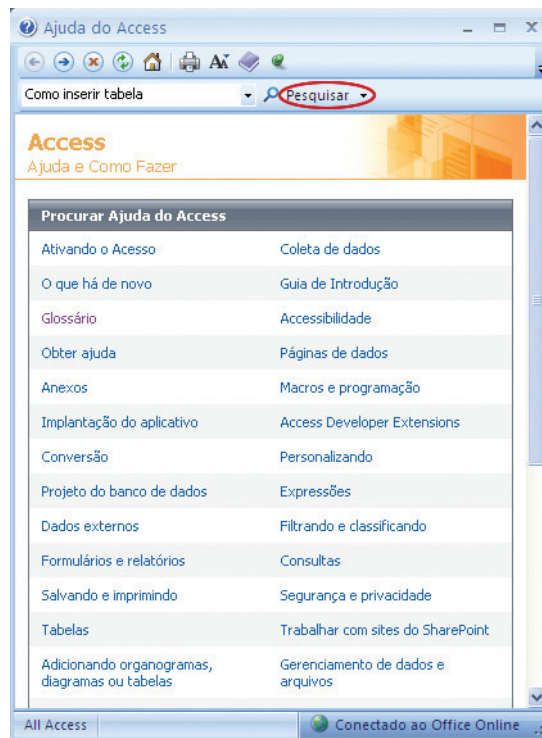 Ajuda do Access
Como inserir tabela
Pesquisar
Access
Ajuda e Como Fazer
Procurar Ajuda do Access
Ativando o Acesso
Coleta de dados
O que há de novo
Guia de Introdução
Glossário
Accessibilidade
Obter ajuda
Páginas de dados
Anexos
Macros e programação
Implantação do aplicativo
Access Developer Extensions
Conversão
Personalizando
Projeto do banco de dados
Expressões
Dados externos
Filtrando e classificando
Formulários e relatórios
Consultas
Salvando e imprimindo
Segurança e privacidade
Tabelas
Trabalhar com sites do SharePoint
Adicionando organogramas,
diagramas ou tabelas
Gerenciamento de dados e
arquivos
All Access
Conectado ao Office Online